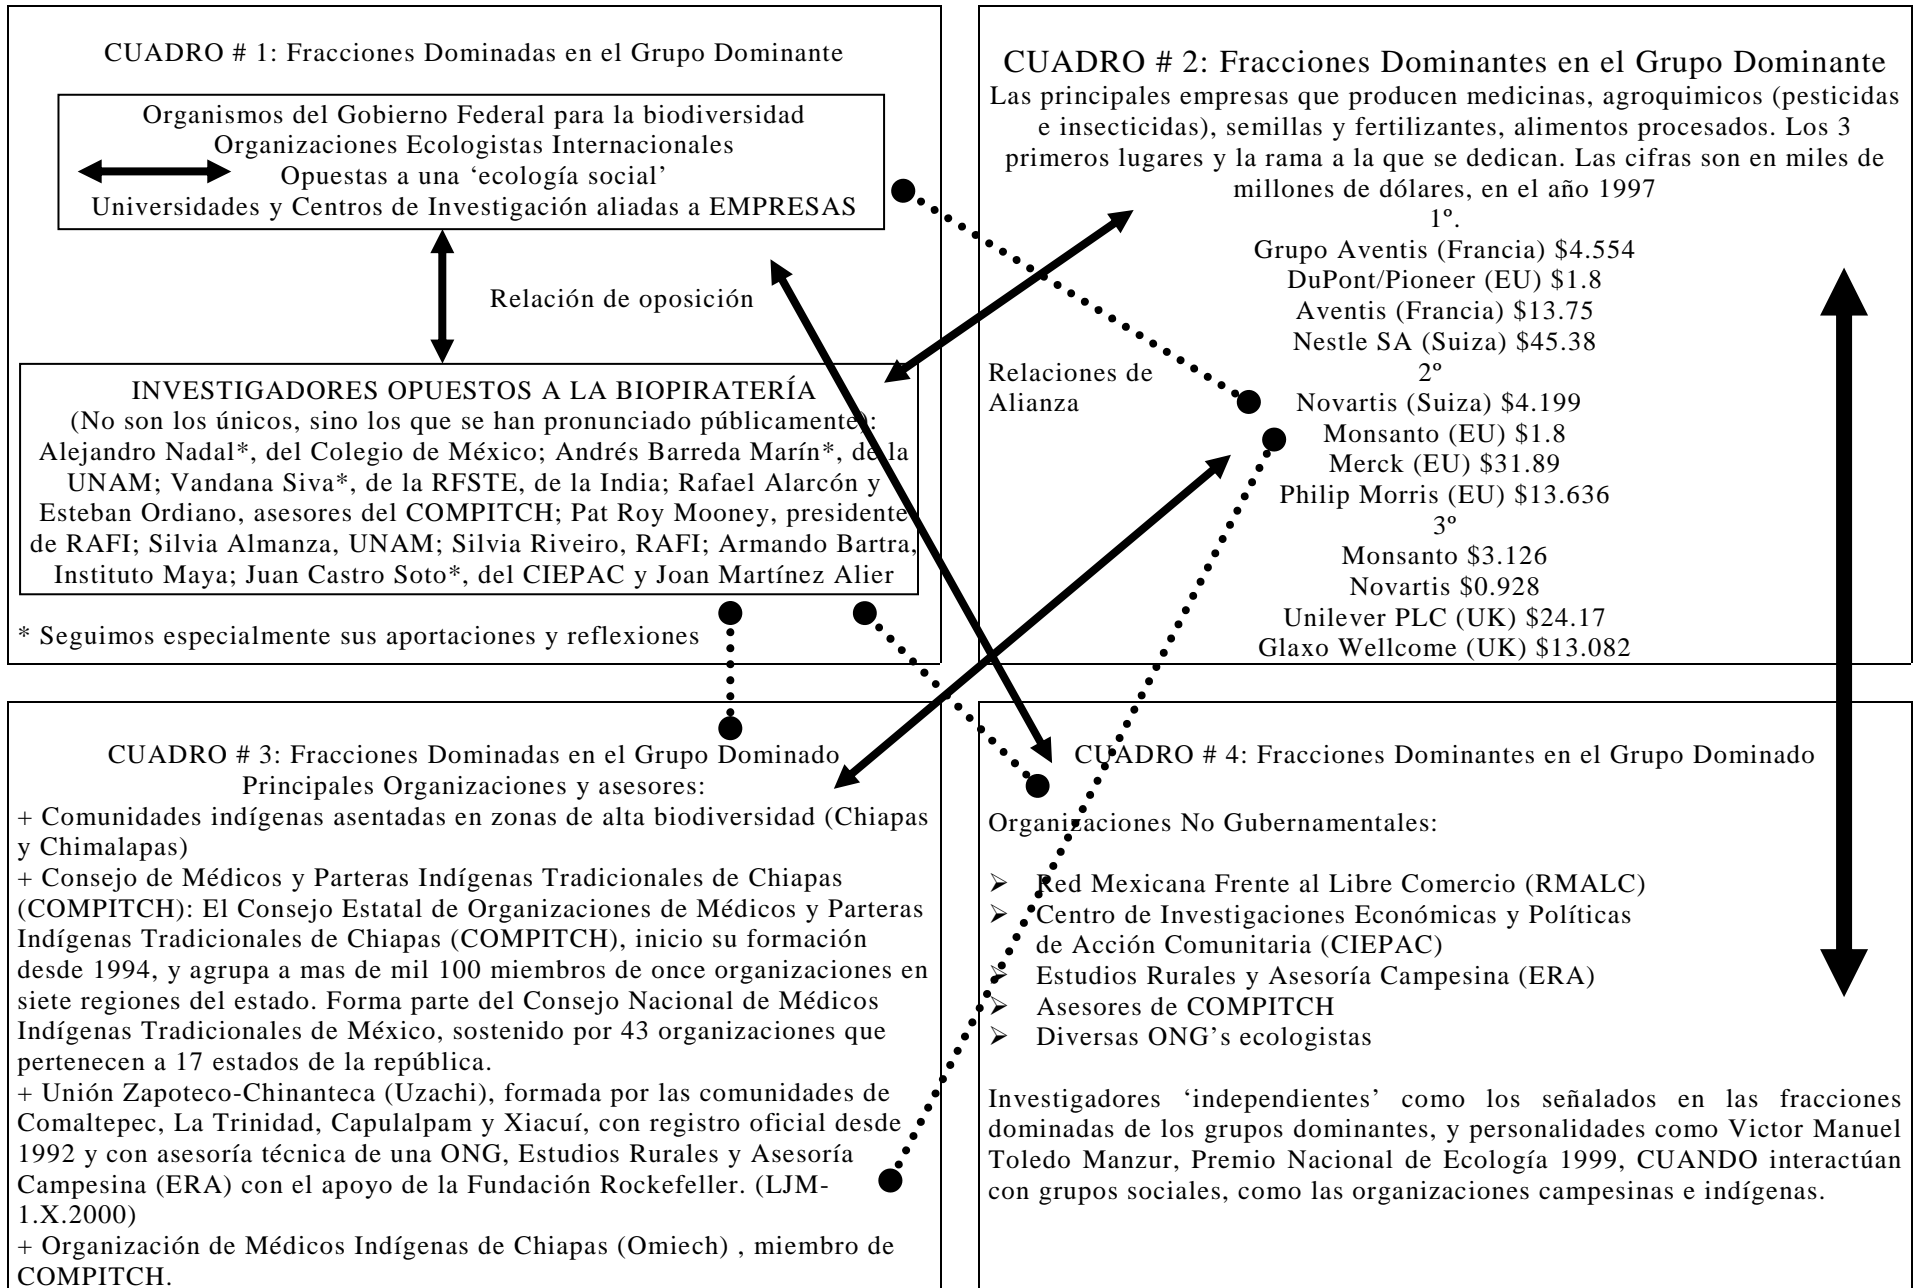 CUADRO # 1: Fracciones Dominadas en el Grupo Dominante
Organismos del Gobierno Federal para la biodiversidad
Organizaciones Ecologistas Internacionales
Opuestas a una ‘ecología social’
Universidades y Centros de Investigación aliadas a EMPRESAS
Relación de oposición
INVESTIGADORES OPUESTOS A LA BIOPIRATERÍA
(No son los únicos, sino los que se han pronunciado públicamente):
Alejandro Nadal*, del Colegio de México; Andrés Barreda Marín*, de la
UNAM; Vandana Siva*, de la RFSTE, de la India; Rafael Alarcón y
Esteban Ordiano, asesores del COMPITCH; Pat Roy Mooney, presidente
de RAFI; Silvia Almanza, UNAM; Silvia Riveiro, RAFI; Armando Bartra,
Instituto Maya; Juan Castro Soto*, del CIEPAC y Joan Martínez Alier
* Seguimos especialmente sus aportaciones y reflexiones
CUADRO # 2: Fracciones Dominantes en el Grupo Dominante
Las principales empresas que producen medicinas, agroquimicos (pesticidas
e insecticidas), semillas y fertilizantes, alimentos procesados. Los 3
primeros lugares y la rama a la que se dedican. Las cifras son en miles de
millones de dólares, en el año 1997
1º.
Grupo Aventis (Francia) $4.554
DuPont/Pioneer (EU) $1.8
Aventis (Francia) $13.75
Nestle SA (Suiza) $45.38
2º
Novartis (Suiza) $4.199
Monsanto (EU) $1.8
Merck (EU) $31.89
Philip Morris (EU) $13.636
3º
Monsanto $3.126
Novartis $0.928
Unilever PLC (UK) $24.17
Glaxo Wellcome (UK) $13.082
Relaciones de
Alianza
CUADRO # 3: Fracciones Dominadas en el Grupo Dominado
Principales Organizaciones y asesores:
+ Comunidades indígenas asentadas en zonas de alta biodiversidad (Chiapas
y Chimalapas)
+ Consejo de Médicos y Parteras Indígenas Tradicionales de Chiapas
(COMPITCH): El Consejo Estatal de Organizaciones de Médicos y Parteras
Indígenas Tradicionales de Chiapas (COMPITCH), inicio su formación
desde 1994, y agrupa a mas de mil 100 miembros de once organizaciones en
siete regiones del estado. Forma parte del Consejo Nacional de Médicos
Indígenas Tradicionales de México, sostenido por 43 organizaciones que
pertenecen a 17 estados de la república.
+ Unión Zapoteco-Chinanteca (Uzachi), formada por las comunidades de
Comaltepec, La Trinidad, Capulalpam y Xiacuí, con registro oficial desde
1992 y con asesoría técnica de una ONG, Estudios Rurales y Asesoría
Campesina (ERA) con el apoyo de la Fundación Rockefeller. (LJM-
1.X.2000)
+ Organización de Médicos Indígenas de Chiapas (Omiech) , miembro de
COMPITCH.
CUADRO # 4: Fracciones Dominantes en el Grupo Dominado
Organizaciones No Gubernamentales:
➢ Red Mexicana Frente al Libre Comercio (RMALC)
➢ Centro de Investigaciones Económicas y Políticas
de Acción Comunitaria (CIEPAC)
➢ Estudios Rurales y Asesoría Campesina (ERA)
➢ Asesores de COMPITCH
➢ Diversas ONG’s ecologistas
Investigadores ‘independientes’ como los señalados en las fracciones
dominadas de los grupos dominantes, y personalidades como Victor Manuel
Toledo Manzur, Premio Nacional de Ecología 1999, CUANDO interactúan
con grupos sociales, como las organizaciones campesinas e indígenas.